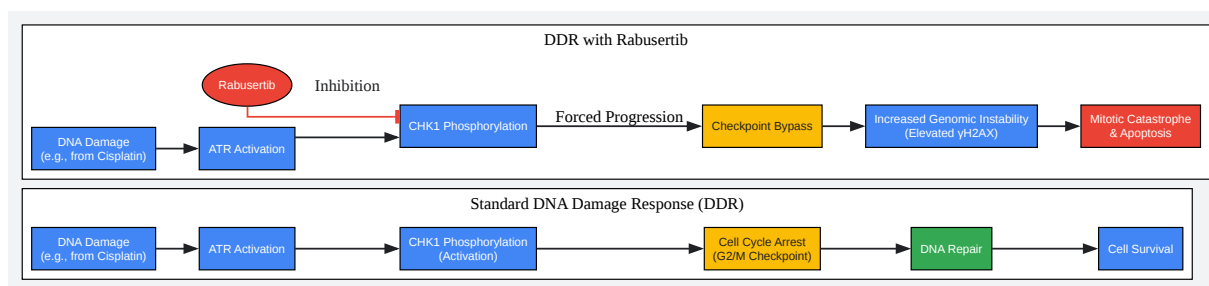 DDR with Rabusertib
Rabusertib
Inhibition
DNA Damage
(e.g., from Cisplatin)
ATR Activation
CHK1 Phosphorylation
Forced Progression
Checkpoint Bypass
Increased Genomic Instability
(Elevated γH2AX)
Mitotic Catastrophe
& Apoptosis
Standard DNA Damage Response (DDR)
DNA Damage
(e.g., from Cisplatin)
ATR Activation
CHK1 Phosphorylation
(Activation)
Cell Cycle Arrest
(G2/M Checkpoint)
DNA Repair
Cell Survival